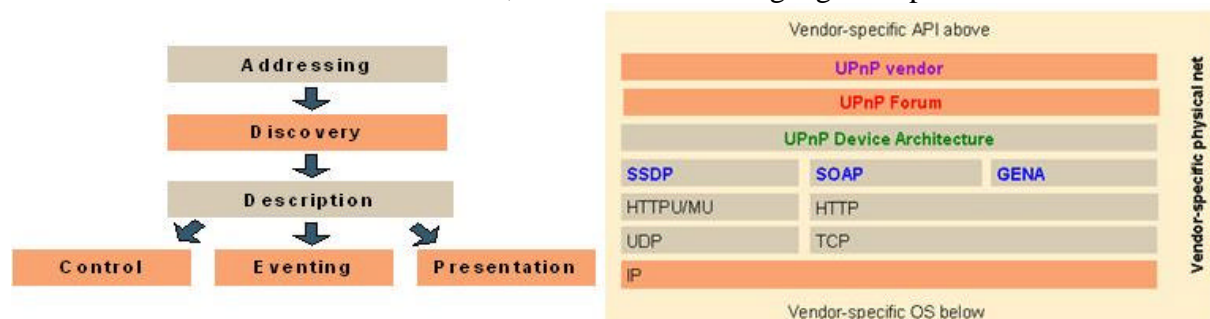 Addressing
Discovery
Description
Control Eventing Presentation
Vendor-specific API above
UPnP vendor
UPnP Forum
UPnP Device Architecture
SSDP SOAP GENA
HTTPU/MU HTTP
UDP TCP
IP
Vendor-specific OS below
Vendor-specific physical net